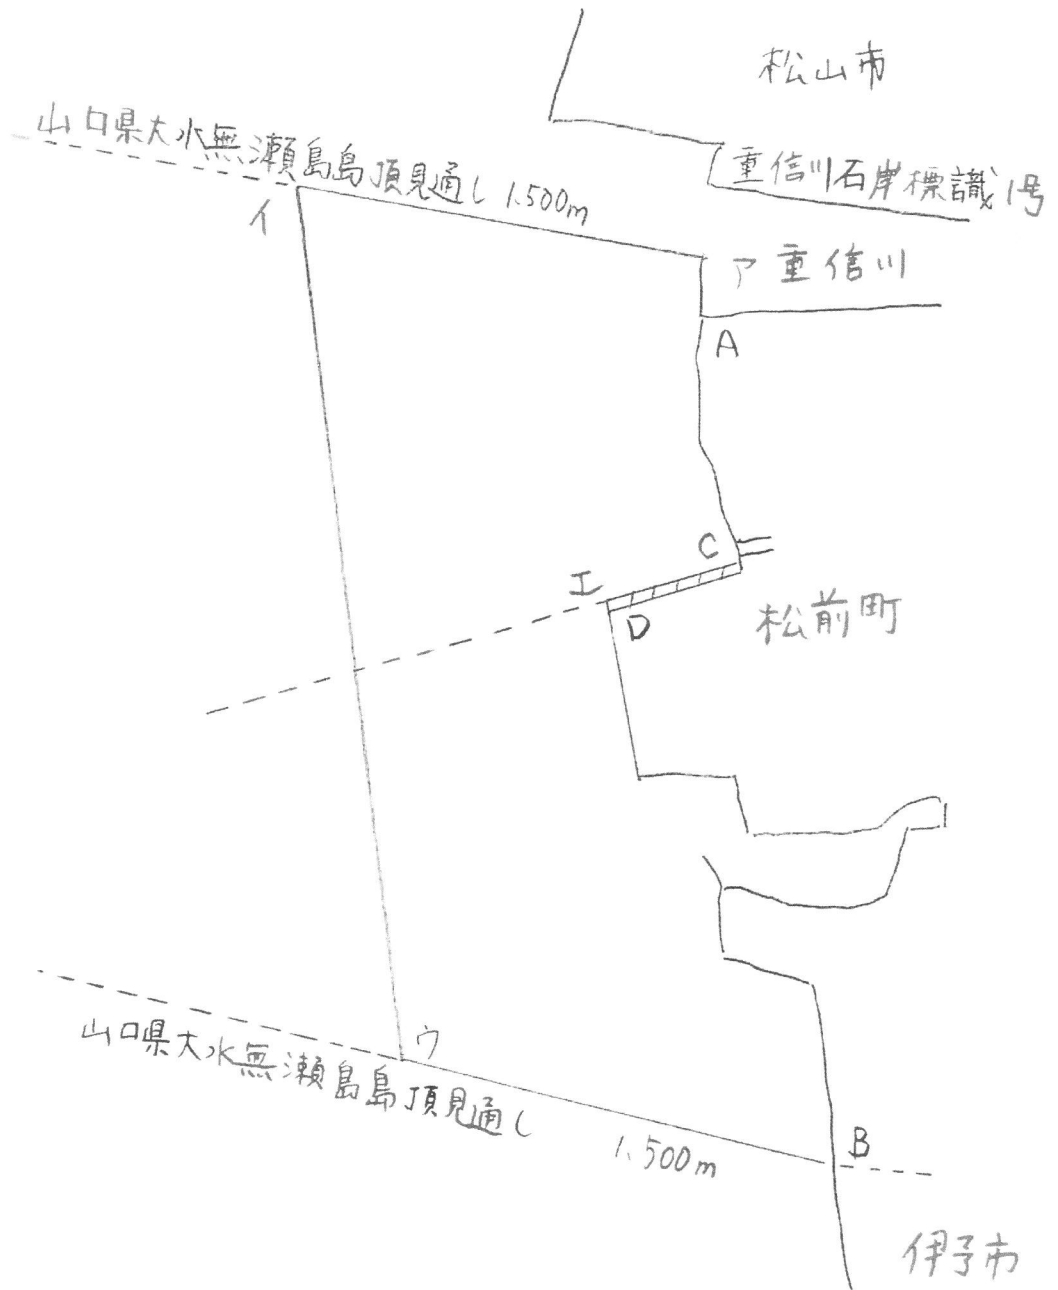 松山市
山口県大水無瀬島島頂見通し 1.500m
重信川石岸標識1号
イ
ア 重信川
A
C
エ
D
松前町
ウ
山口県大水無瀬島島頂見通し 1.500m
B
伊予市